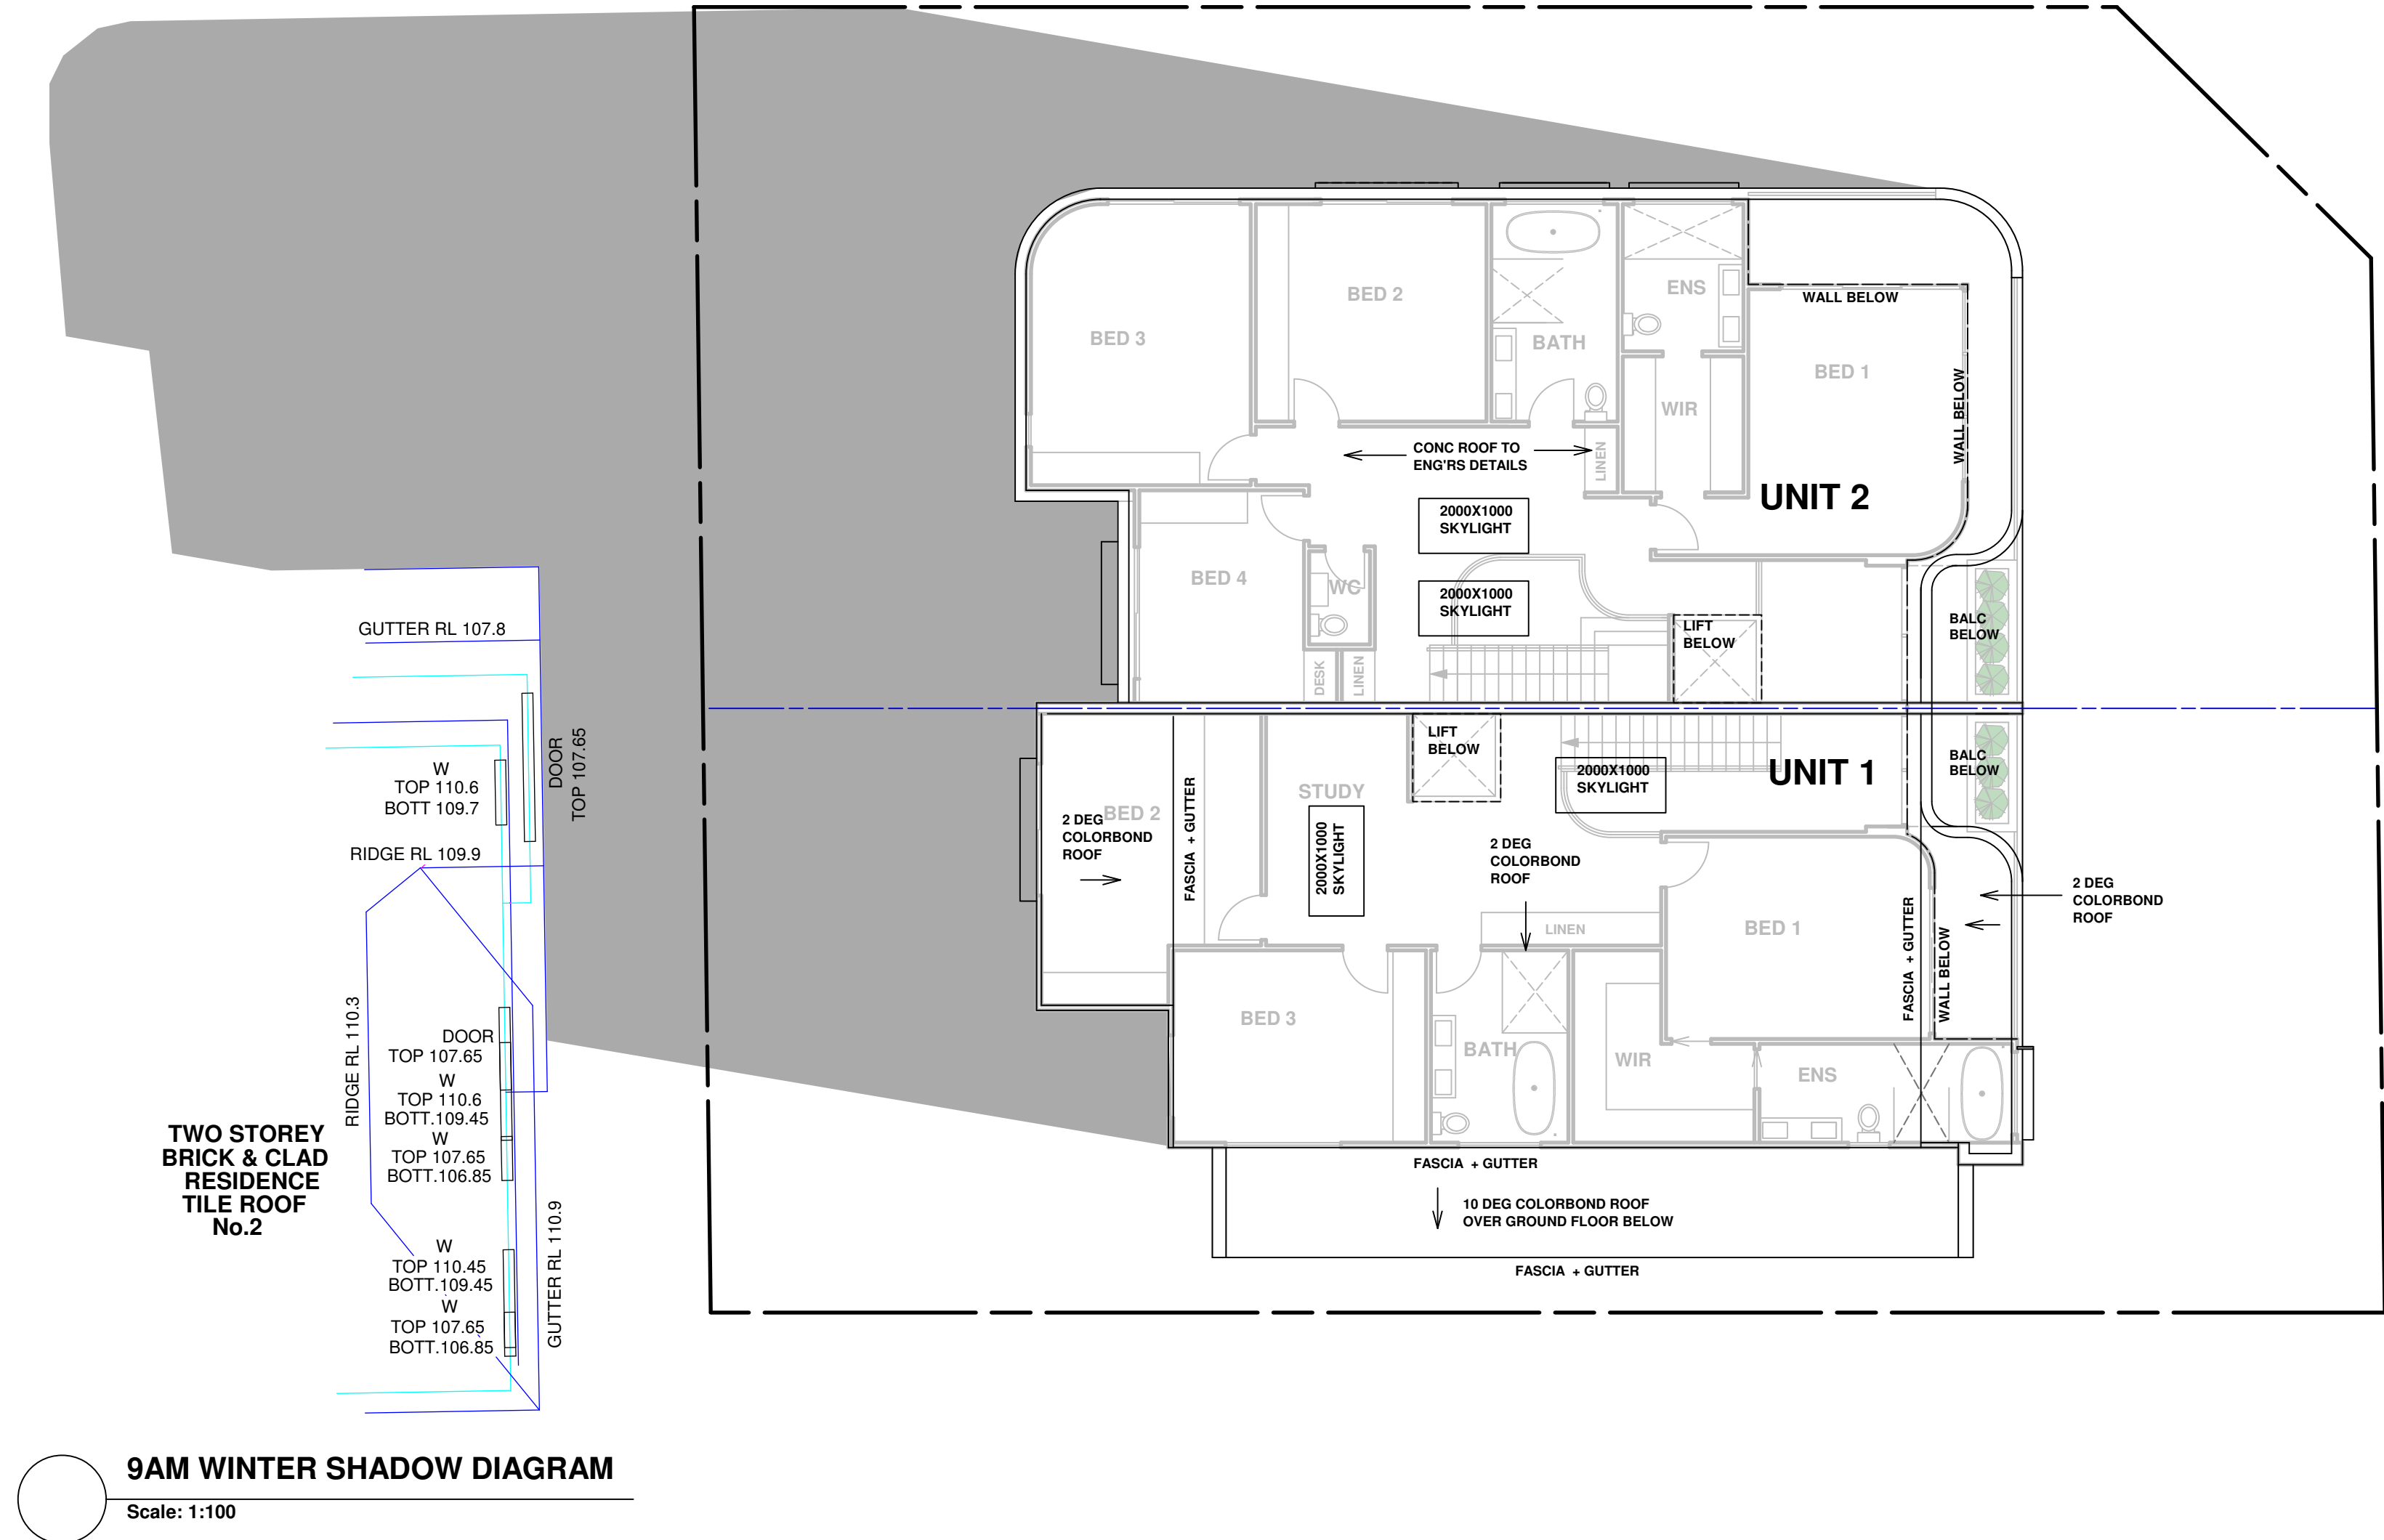 BED 3
BED 2
BATH
ENS
WIR
LINEN
WALL BELOW
BED 1
WALL BELOW
CONC ROOF TO
ENG'RS DETAILS
UNIT 2
2000X1000
SKYLIGHT
2000X1000
SKYLIGHT
BED 4
WC
DESK
LINEN
LIFT
BELOW
BALC
BELOW
GUTTER RL 107.8
DOOR
TOP 107.65
W
TOP 110.6
BOTT 109.7
RIDGE RL 109.9
RIDGE RL 110.3
DOOR
TOP 107.65
W
TOP 110.6
BOTT.109.45
W
TOP 107.65
BOTT.106.85
W
TOP 110.45
BOTT.109.45
W
TOP 107.65
BOTT.106.85
GUTTER RL 110.9
TWO STOREY
BRICK & CLAD
RESIDENCE
TILE ROOF
No.2
LIFT
BELOW
UNIT 1
BALC
BELOW
STUDY
2000X1000
SKYLIGHT
BED 2
2 DEG
COLORBOND
ROOF
FASCIA + GUTTER
2000X1000
SKYLIGHT
2 DEG
COLORBOND
ROOF
LINEN
BED 1
FASCIA + GUTTER
WALL BELOW
2 DEG
COLORBOND
ROOF
BED 3
BATH
WIR
ENS
FASCIA + GUTTER
10 DEG COLORBOND ROOF
OVER GROUND FLOOR BELOW
FASCIA + GUTTER
9AM WINTER SHADOW DIAGRAM
Scale: 1:100